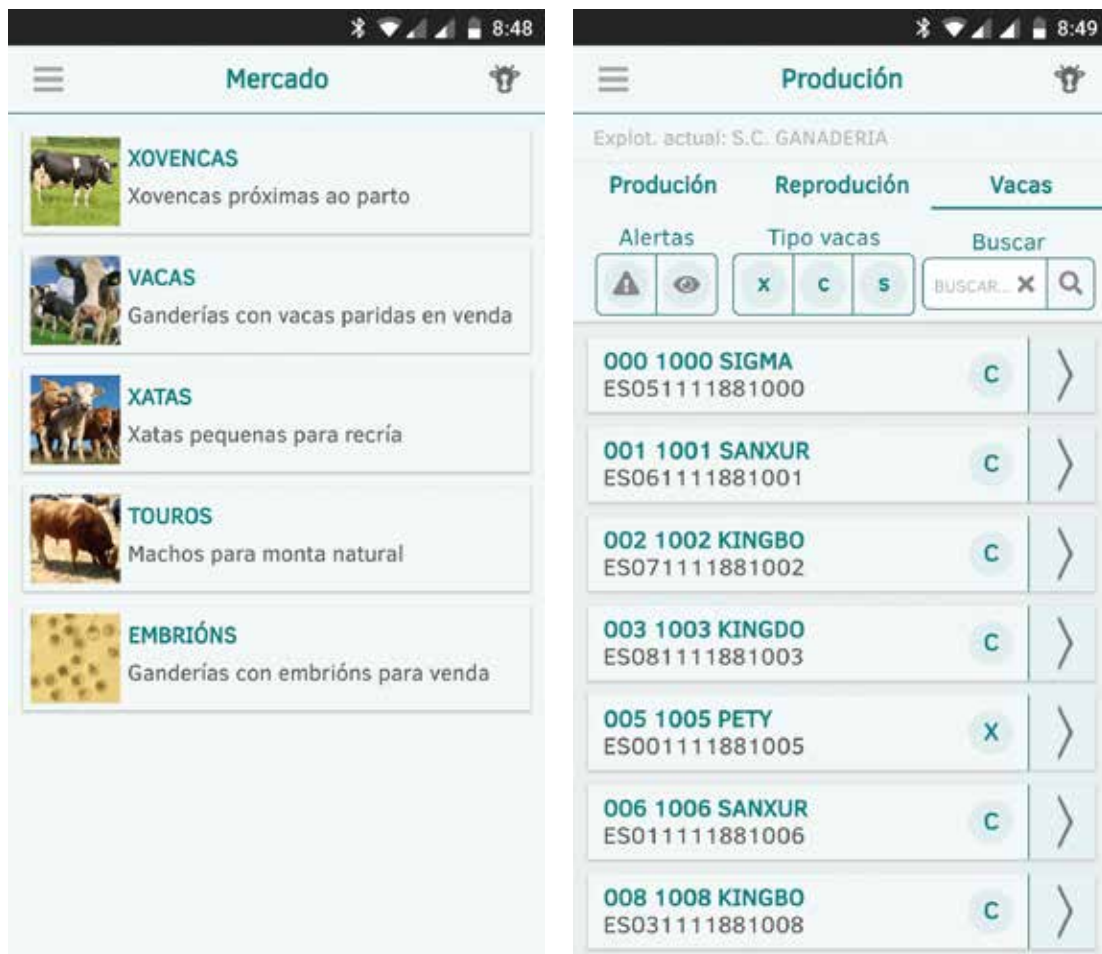 8:48
Mercado
XOVENCAS
Xovencas próximas ao parto
VACAS
Ganderías con vacas paridas en venda
XATAS
Xatas pequenas para recría
TOUROS
Machos para monta natural
EMBRIÓNS
Ganderías con embrións para venda
8:49
Produción
Explot. actual: S.C. GANADERIA
Produción Reprodución Vacas
Alertas Tipo vacas Buscar
X C S BUSCAR...
000 1000 SIGMA
ES051111881000
C
001 1001 SANXUR
ES061111881001
C
002 1002 KINGBO
ES071111881002
C
003 1003 KINGDO
ES081111881003
C
005 1005 PETY
ES001111881005
X
006 1006 SANXUR
ES011111881006
C
008 1008 KINGBO
ES031111881008
C